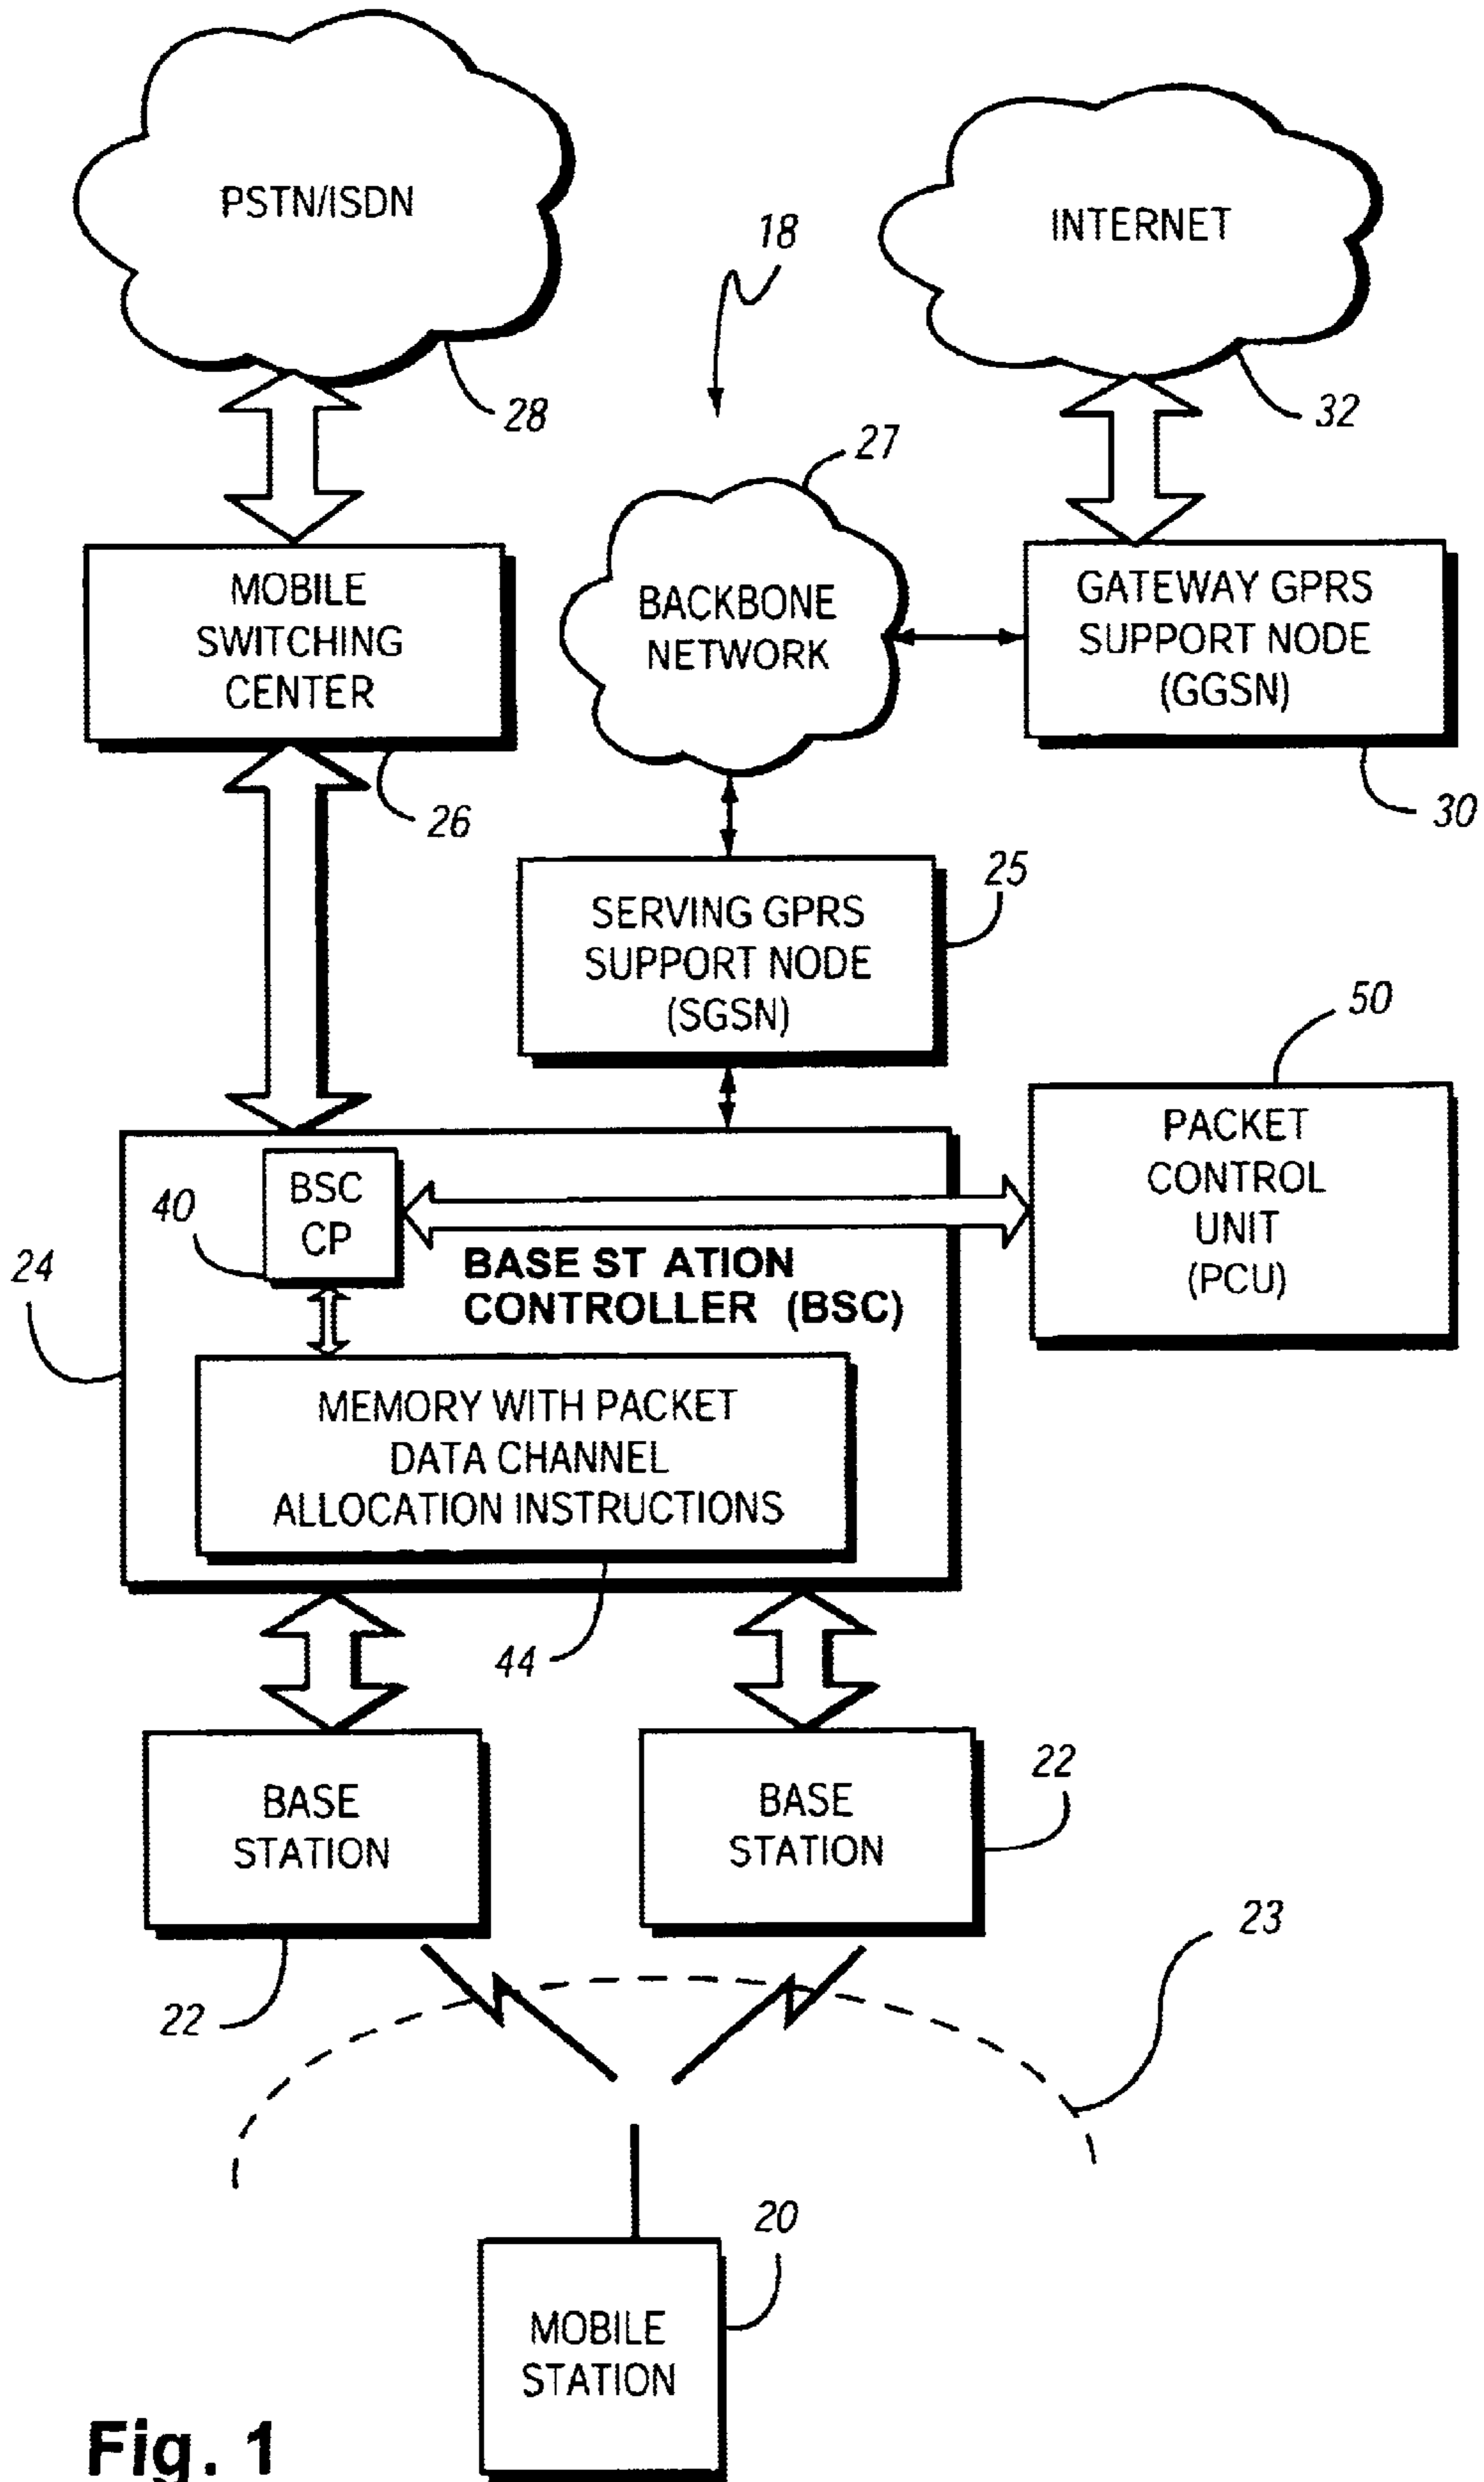 PSTN/ISDN
INTERNET
18
28
32
27
MOBILE
SWITCHING
CENTER
BACKBONE
NETWORK
GATEWAY GPRS
SUPPORT NODE
(GGSN)
26
30
25
SERVING GPRS
SUPPORT NODE
(SGSN)
50
PACKET
CONTROL
UNIT
(PCU)
BSC
CP
40
24
BASE ST ATION
CONTROLLER (BSC)
MEMORY WITH PACKET
DATA CHANNEL
ALLOCATION INSTRUCTIONS
44
BASE
STATION
BASE
STATION
22
22
23
20
MOBILE
STATION
Fig. 1